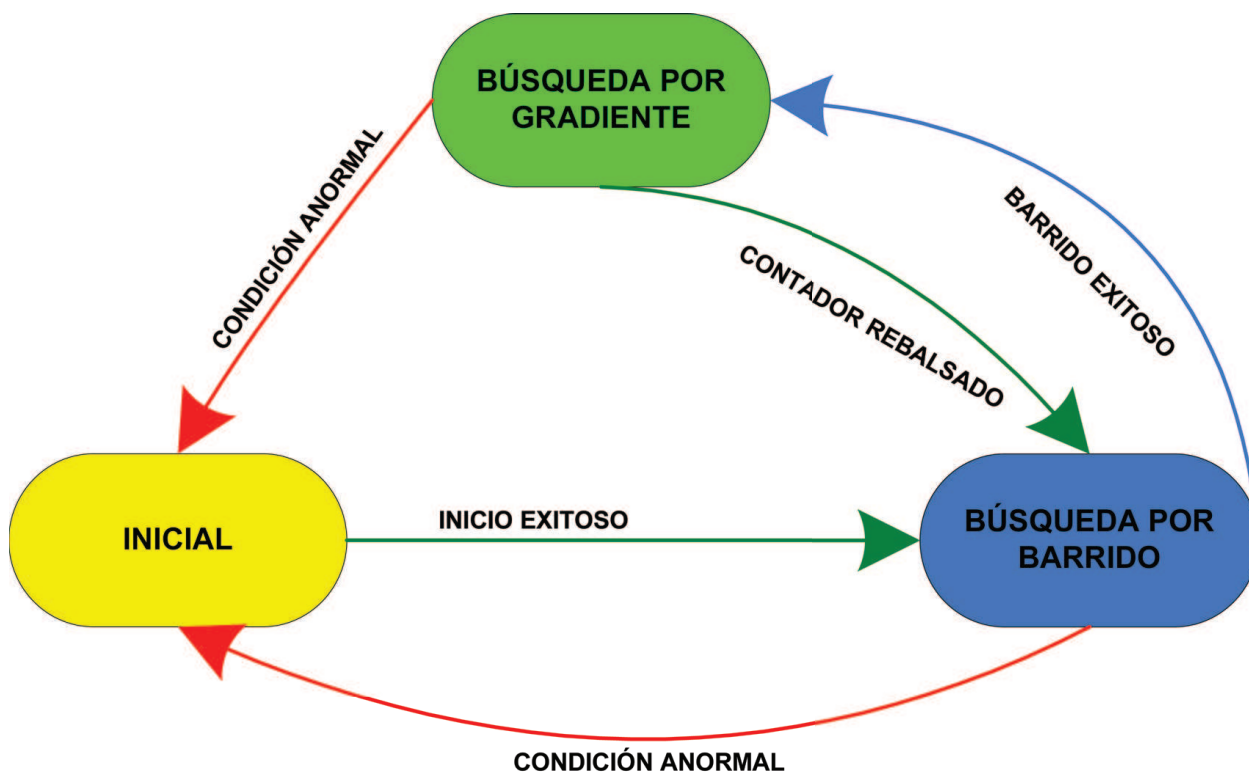 BÚSQUEDA POR
GRADIENTE
CONDICIÓN ANORMAL
CONTADOR REBALSADO
BARRIDO EXITOSO
INICIAL
INICIO EXITOSO
BÚSQUEDA POR
BARRIDO
CONDICIÓN ANORMAL